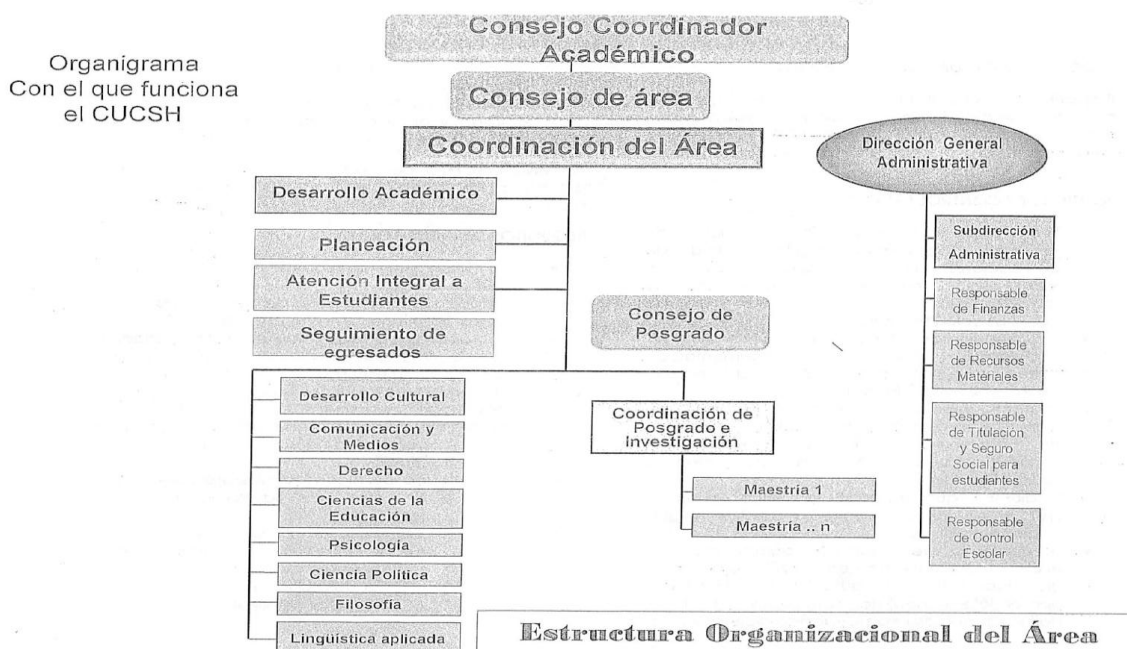 Organigrama
Con el que funciona
el CUCSH
Consejo Coordinador
Académico
Consejo de área
Coordinación del Área
Desarrollo Académico
Planeación
Atención Integral a
Estudiantes
Seguimiento de
egresados
Consejo de
Posgrado
Desarrollo Cultural
Comunicación y
Medios
Derecho
Ciencias de la
Educación
Psicología
Ciencia Política
Filosofía
Lingüística aplicada
Coordinación de
Posgrado e
Investigación
Maestría 1
Maestría .. n
Dirección General
Administrativa
Subdirección
Administrativa
Responsable
de Finanzas
Responsable
de Recursos
Materiales
Responsable
de Titulación
y Seguro
Social para
estudiantes
Responsable
de Control
Escolar
Estructura Organizacional del Área